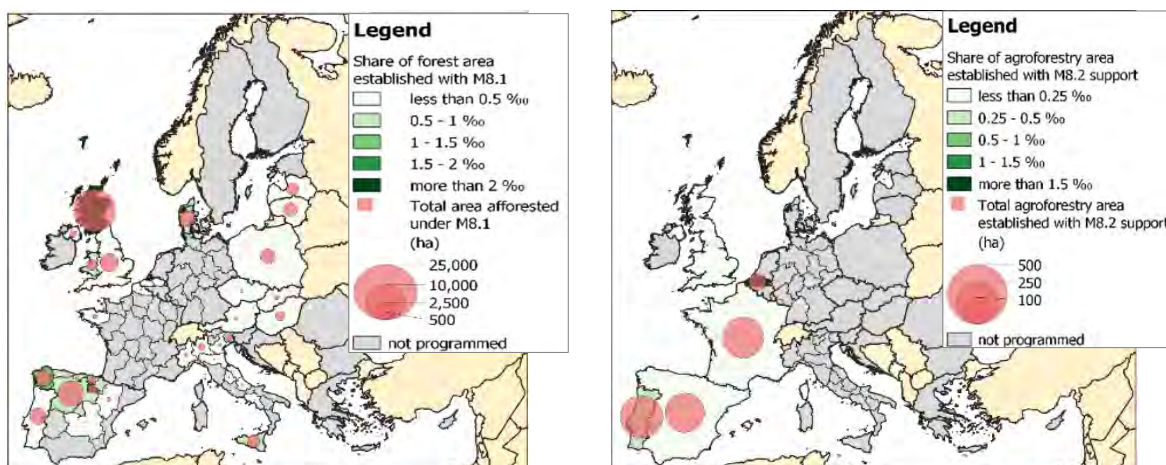 Legend
Share of forest area
established with M8.1
less than 0.5 ‰
0.5 - 1 ‰
1 - 1.5 ‰
1.5 - 2 ‰
more than 2 ‰
Total area afforested
under M8.1
(ha)
25,000
10,000
2,500
500
not programmed
Legend
Share of agroforestry area
established with M8.2 support
less than 0.25 ‰
0.25 - 0.5 ‰
0.5 - 1 ‰
1 - 1.5 ‰
more than 1.5 ‰
Total agroforestry area
established with M8.2 support
(ha)
500
250
100
not programmed